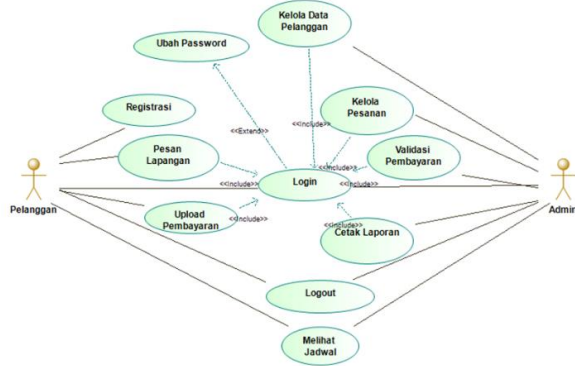 Kelola Data
Pelanggan
Ubah Password
Registrasi
Kelola
Pesanan
<<Include>>
<<Extend>>
Pesan
Lapangan
Validasi
Pembayaran
<<Include>>
<<Include>>
Login
<<Include>>
Pelanggan
Admin
Upload
Pembayaran
<<Include>>
<<Include>>
Cetak Laporan
Logout
Melihat
Jadwal